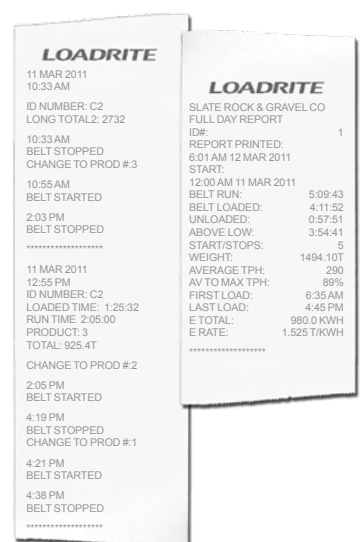 LOADRITE
11 MAR 2011
10:33 AM
ID NUMBER: C2
LONG TOTAL2: 2732
10:33 AM
BELT STOPPED
CHANGE TO PROD #:3
10:55 AM
BELT STARTED
2:03 PM
BELT STOPPED
*******************
11 MAR 2011
12:55 PM
ID NUMBER: C2
LOADED TIME: 1:25:32
RUN TIME 2:05:00
PRODUCT: 3
TOTAL: 925.4T
CHANGE TO PROD #:2
2:05 PM
BELT STARTED
4:19 PM
BELT STOPPED
CHANGE TO PROD #:1
4:21 PM
BELT STARTED
4:38 PM
BELT STOPPED
*******************
LOADRITE
SLATE ROCK & GRAVEL CO
FULL DAY REPORT
ID#: 1
REPORT PRINTED:
6:01 AM 12 MAR 2011
START:
12:00 AM 11 MAR 2011
BELT RUN: 5:09:43
BELT LOADED: 4:11:52
UNLOADED: 0:57:51
ABOVE LOW: 3:54:41
START/STOPS: 5
WEIGHT: 1494.10T
AVERAGE TPH: 290
AV TO MAX TPH: 89%
FIRST LOAD: 6:35 AM
LAST LOAD: 4:45 PM
E TOTAL: 980.0 KWH
E RATE: 1.525 T/KWH
*******************